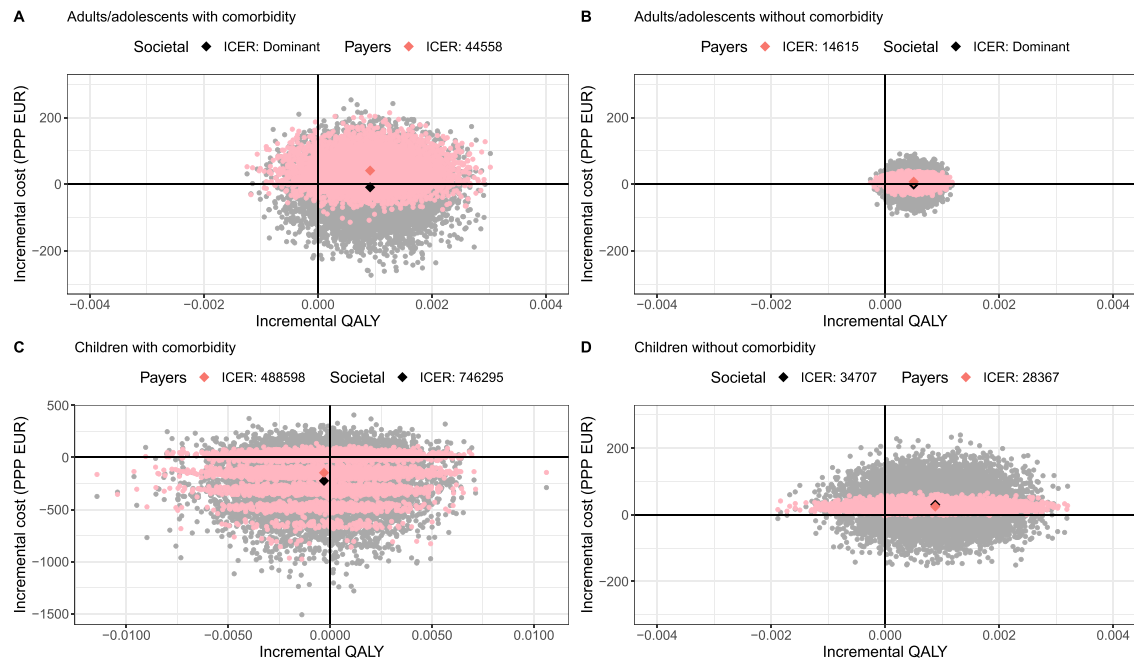 A Adults/adolescents with comorbidity
Societal ICER: Dominant Payers ICER: 44558
Incremental cost (PPP EUR)
200
0
−200
−0.004 −0.002 0.000 0.002 0.004
Incremental QALY
B Adults/adolescents without comorbidity
Payers ICER: 14615 Societal ICER: Dominant
Incremental cost (PPP EUR)
200
0
−200
−0.004 −0.002 0.000 0.002 0.004
Incremental QALY
C Children with comorbidity
Payers ICER: 488598 Societal ICER: 746295
Incremental cost (PPP EUR)
500
0
−500
−1000
−1500
−0.0100 −0.0050 0.0000 0.0050 0.0100
Incremental QALY
D Children without comorbidity
Societal ICER: 34707 Payers ICER: 28367
Incremental cost (PPP EUR)
200
0
−200
−0.004 −0.002 0.000 0.002 0.004
Incremental QALY